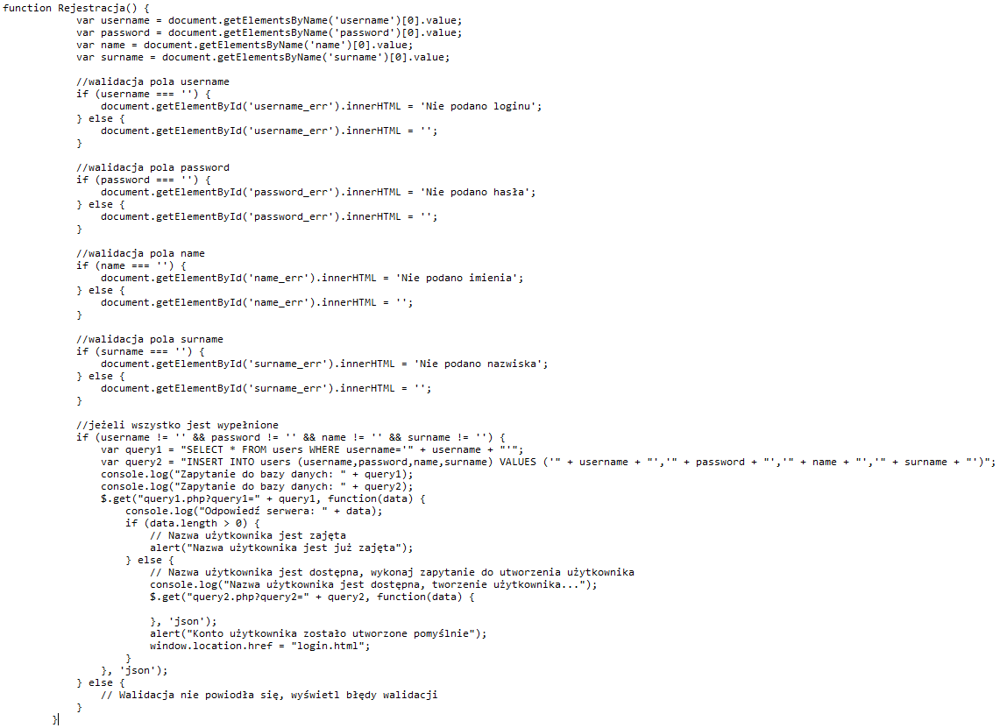 function Rejestracja() {
            var username = document.getElementsByName('username')[0].value;
            var password = document.getElementsByName('password')[0].value;
            var name = document.getElementsByName('name')[0].value;
            var surname = document.getElementsByName('surname')[0].value;

            //walidacja pola username
            if (username === '') {
                document.getElementById('username_err').innerHTML = 'Nie podano loginu';
            } else {
                document.getElementById('username_err').innerHTML = '';
            }

            //walidacja pola password
            if (password === '') {
                document.getElementById('password_err').innerHTML = 'Nie podano hasła';
            } else {
                document.getElementById('password_err').innerHTML = '';
            }

            //walidacja pola name
            if (name === '') {
                document.getElementById('name_err').innerHTML = 'Nie podano imienia';
            } else {
                document.getElementById('name_err').innerHTML = '';
            }

            //walidacja pola surname
            if (surname === '') {
                document.getElementById('surname_err').innerHTML = 'Nie podano nazwiska';
            } else {
                document.getElementById('surname_err').innerHTML = '';
            }

            //jeżeli wszystko jest wypełnione
            if (username != '' && password != '' && name != '' && surname != '') {
                var query1 = "SELECT * FROM users WHERE username='" + username + "'";
                var query2 = "INSERT INTO users (username,password,name,surname) VALUES ('" + username + "','" + password + "','" + name + "','" + surname + "')";
                console.log("Zapytanie do bazy danych: " + query1);
                console.log("Zapytanie do bazy danych: " + query2);
                $.get("query1.php?query1=" + query1, function(data) {
                    console.log("Odpowiedź serwera: " + data);
                    if (data.length > 0) {
                        // Nazwa użytkownika jest zajęta
                        alert("Nazwa użytkownika jest już zajęta");
                    } else {
                        // Nazwa użytkownika jest dostępna, wykonaj zapytanie do utworzenia użytkownika
                        console.log("Nazwa użytkownika jest dostępna, tworzenie użytkownika...");
                        $.get("query2.php?query2=" + query2, function(data) {

                        }, 'json');
                        alert("Konto użytkownika zostało utworzone pomyślnie");
                        window.location.href = "login.html";
                    }
                }, 'json');
            } else {
                // Walidacja nie powiodła się, wyświetl błędy walidacji
            }
        }